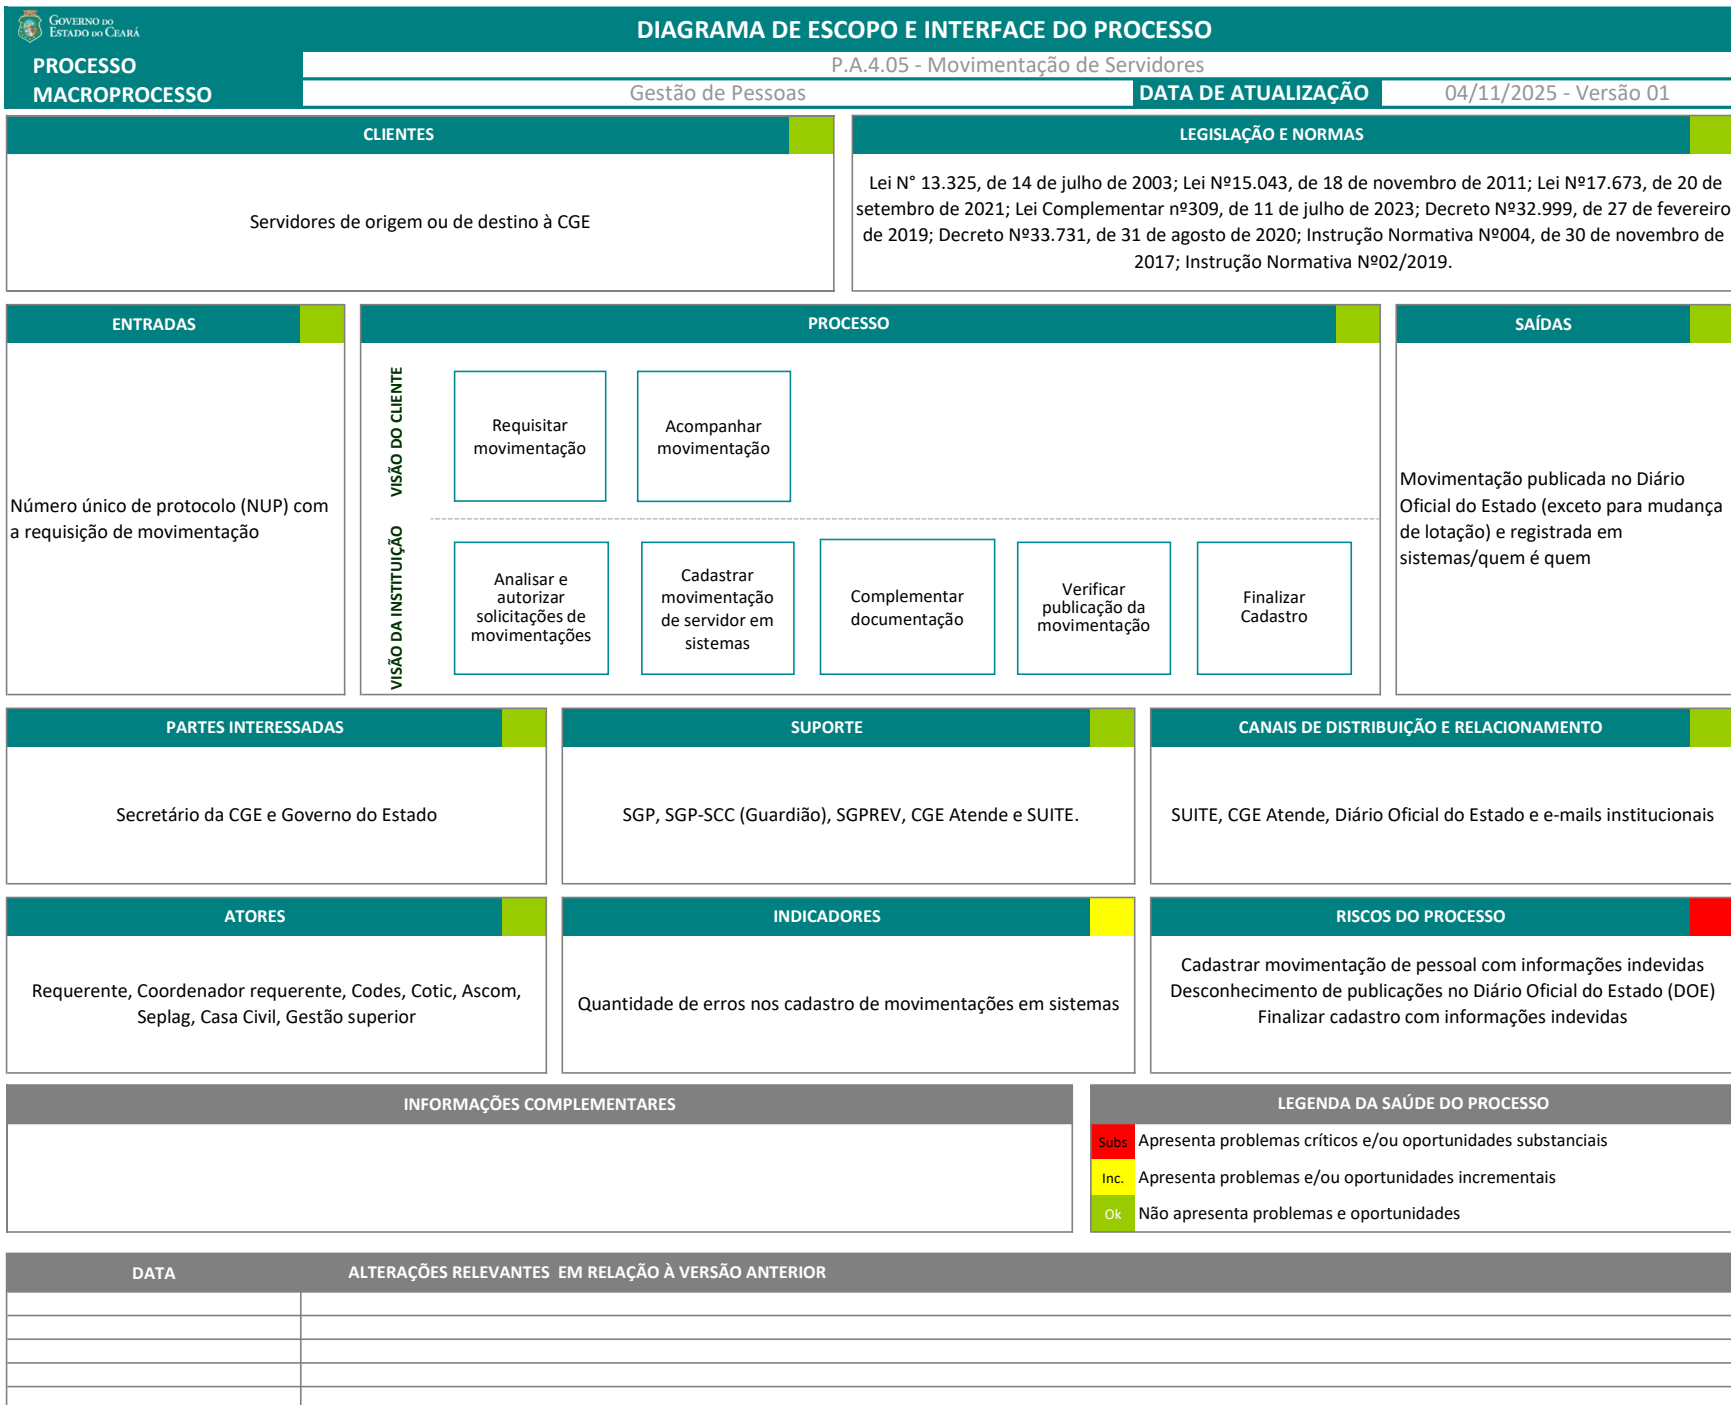 GOVERNO DO
ESTADO DO CEARÁ
DIAGRAMA DE ESCOPO E INTERFACE DO PROCESSO
PROCESSO
P.A.4.05 - Movimentação de Servidores
MACROPROCESSO
Gestão de Pessoas
DATA DE ATUALIZAÇÃO
04/11/2025 - Versão 01
CLIENTES
Servidores de origem ou de destino à CGE
LEGISLAÇÃO E NORMAS
Lei N° 13.325, de 14 de julho de 2003; Lei Nº15.043, de 18 de novembro de 2011; Lei Nº17.673, de 20 de
setembro de 2021; Lei Complementar nº309, de 11 de julho de 2023; Decreto Nº32.999, de 27 de fevereiro
de 2019; Decreto Nº33.731, de 31 de agosto de 2020; Instrução Normativa Nº004, de 30 de novembro de
2017; Instrução Normativa Nº02/2019.
ENTRADAS
Número único de protocolo (NUP) com
a requisição de movimentação
PROCESSO
VISÃO DO CLIENTE
Requisitar
movimentação
Acompanhar
movimentação
VISÃO DA INSTITUIÇÃO
Analisar e
autorizar
solicitações de
movimentações
Cadastrar
movimentação
de servidor em
sistemas
Complementar
documentação
Verificar
publicação da
movimentação
Finalizar
Cadastro
SAÍDAS
Movimentação publicada no Diário
Oficial do Estado (exceto para mudança
de lotação) e registrada em
sistemas/quem é quem
PARTES INTERESSADAS
Secretário da CGE e Governo do Estado
SUPORTE
SGP, SGP-SCC (Guardião), SGPREV, CGE Atende e SUITE.
CANAIS DE DISTRIBUIÇÃO E RELACIONAMENTO
SUITE, CGE Atende, Diário Oficial do Estado e e-mails institucionais
ATORES
Requerente, Coordenador requerente, Codes, Cotic, Ascom,
Seplag, Casa Civil, Gestão superior
INDICADORES
Quantidade de erros nos cadastro de movimentações em sistemas
RISCOS DO PROCESSO
Cadastrar movimentação de pessoal com informações indevidas
Desconhecimento de publicações no Diário Oficial do Estado (DOE)
Finalizar cadastro com informações indevidas
INFORMAÇÕES COMPLEMENTARES
LEGENDA DA SAÚDE DO PROCESSO
Subs Apresenta problemas críticos e/ou oportunidades substanciais
Inc. Apresenta problemas e/ou oportunidades incrementais
Ok Não apresenta problemas e oportunidades
DATA
ALTERAÇÕES RELEVANTES EM RELAÇÃO À VERSÃO ANTERIOR